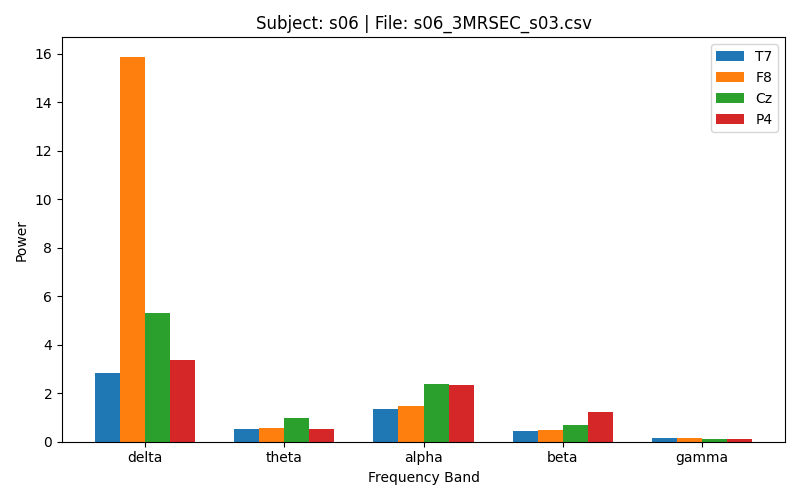 Subject: s06 | File: s06_3MRSEC_s03.csv
T7
F8
Cz
P4
Power
16
14
12
10
8
6
4
2
0
delta theta alpha beta gamma
Frequency Band